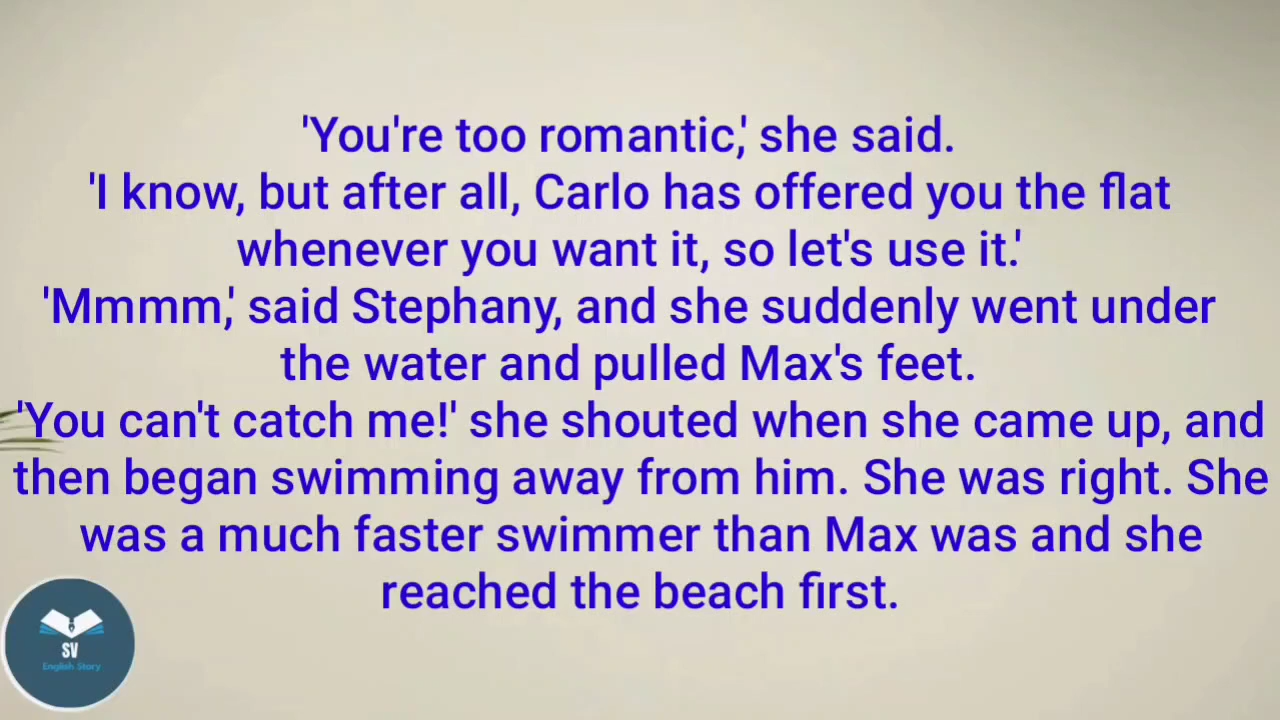 'You're too romantic,' she said.
'I know, but after all, Carlo has offered you the flat
whenever you want it, so let's use it.'
'Mmmm,' said Stephany, and she suddenly went under
the water and pulled Max's feet.
'You can't catch me!' she shouted when she came up, and
then began swimming away from him. She was right. She
was a much faster swimmer than Max was and she
reached the beach first.
SV
English Story